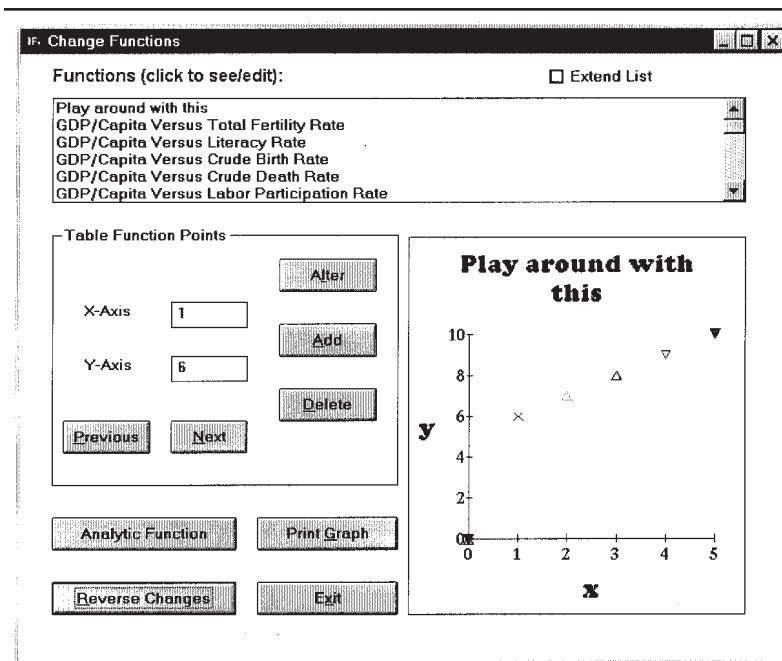 IF. Change Functions
Functions (click to see/edit):
Extend List
Play around with this
GDP/Capita Versus Total Fertility Rate
GDP/Capita Versus Literacy Rate
GDP/Capita Versus Crude Birth Rate
GDP/Capita Versus Crude Death Rate
GDP/Capita Versus Labor Participation Rate
Table Function Points
X-Axis 1
Y-Axis 6
Alter
Add
Delete
Previous
Next
Analytic Function
Print Graph
Reverse Changes
Exit
Play around with
this
y
10
8
6
4
2
0
0 1 2 3 4 5
x